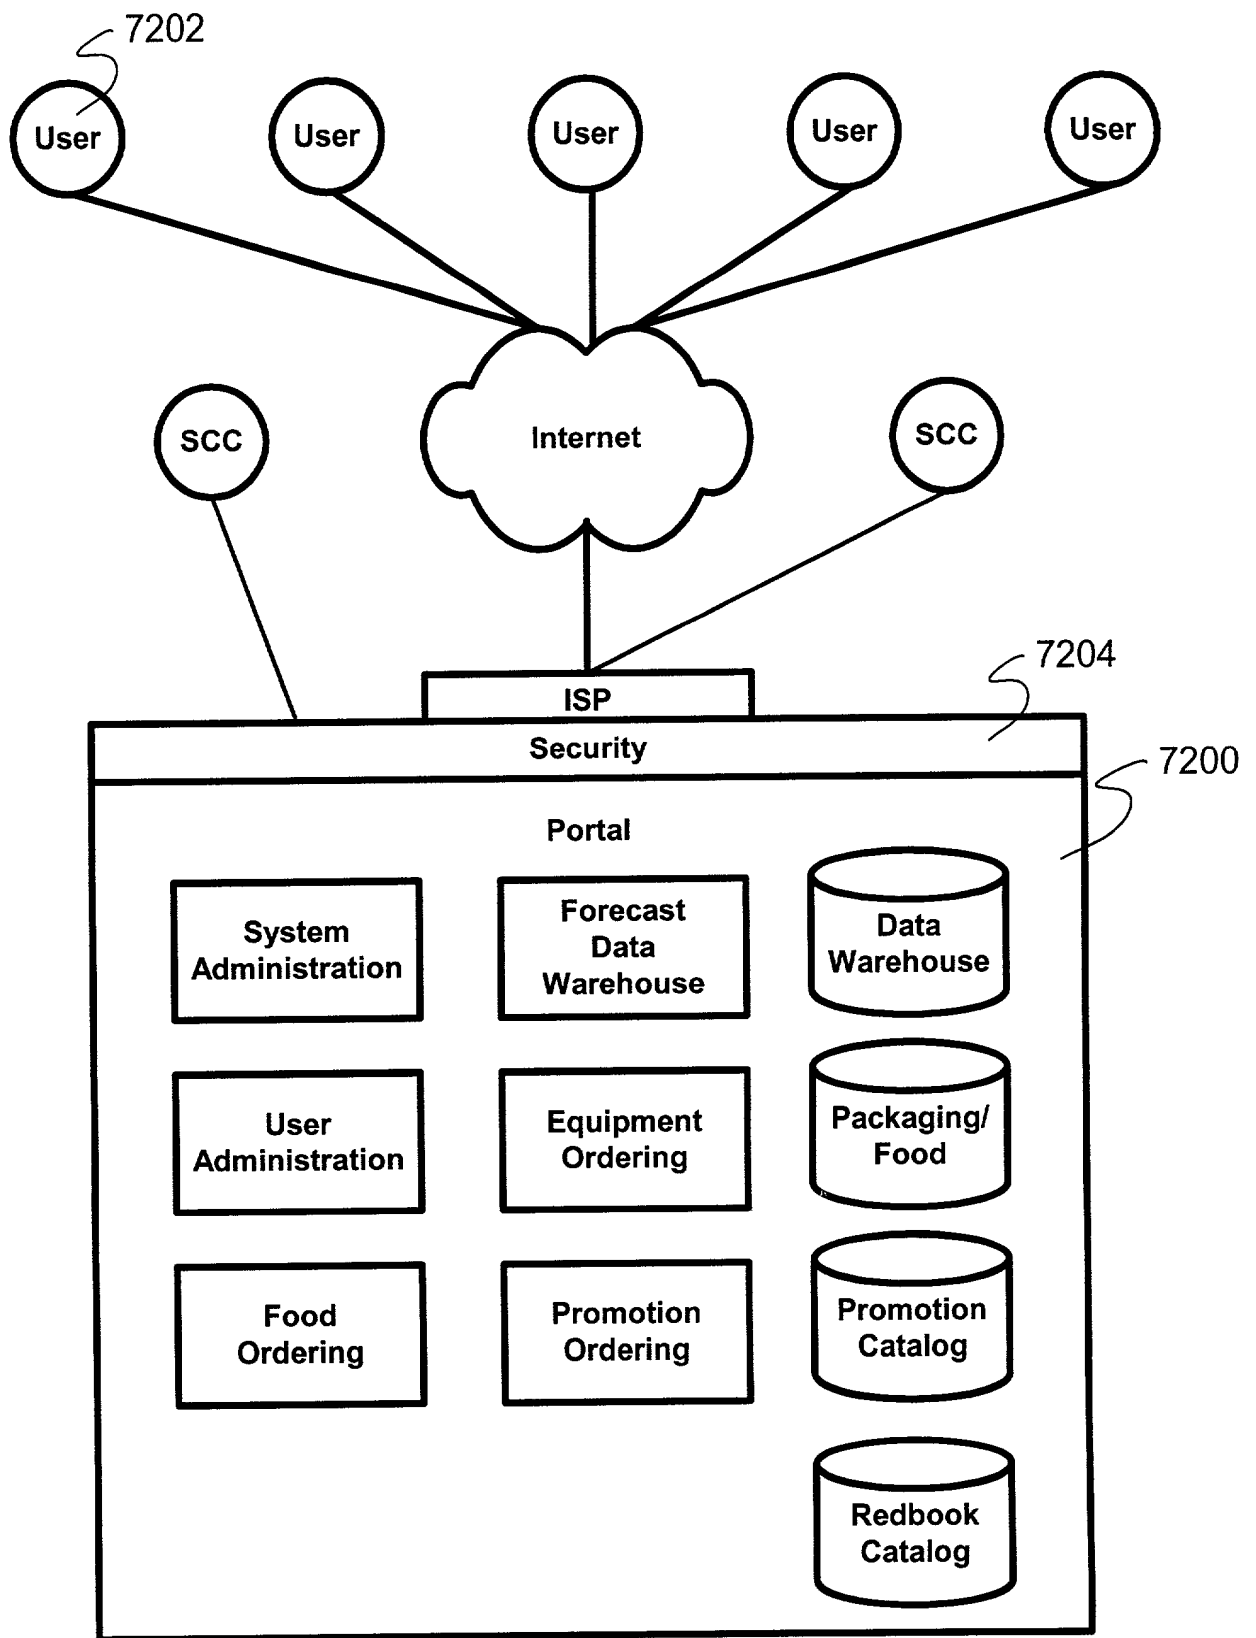 7202
User
User
User
User
User
SCC
Internet
SCC
ISP
7204
Security
7200
Portal
System
Administration
Forecast
Data
Warehouse
Data
Warehouse
User
Administration
Equipment
Ordering
Packaging/
Food
Food
Ordering
Promotion
Ordering
Promotion
Catalog
Redbook
Catalog